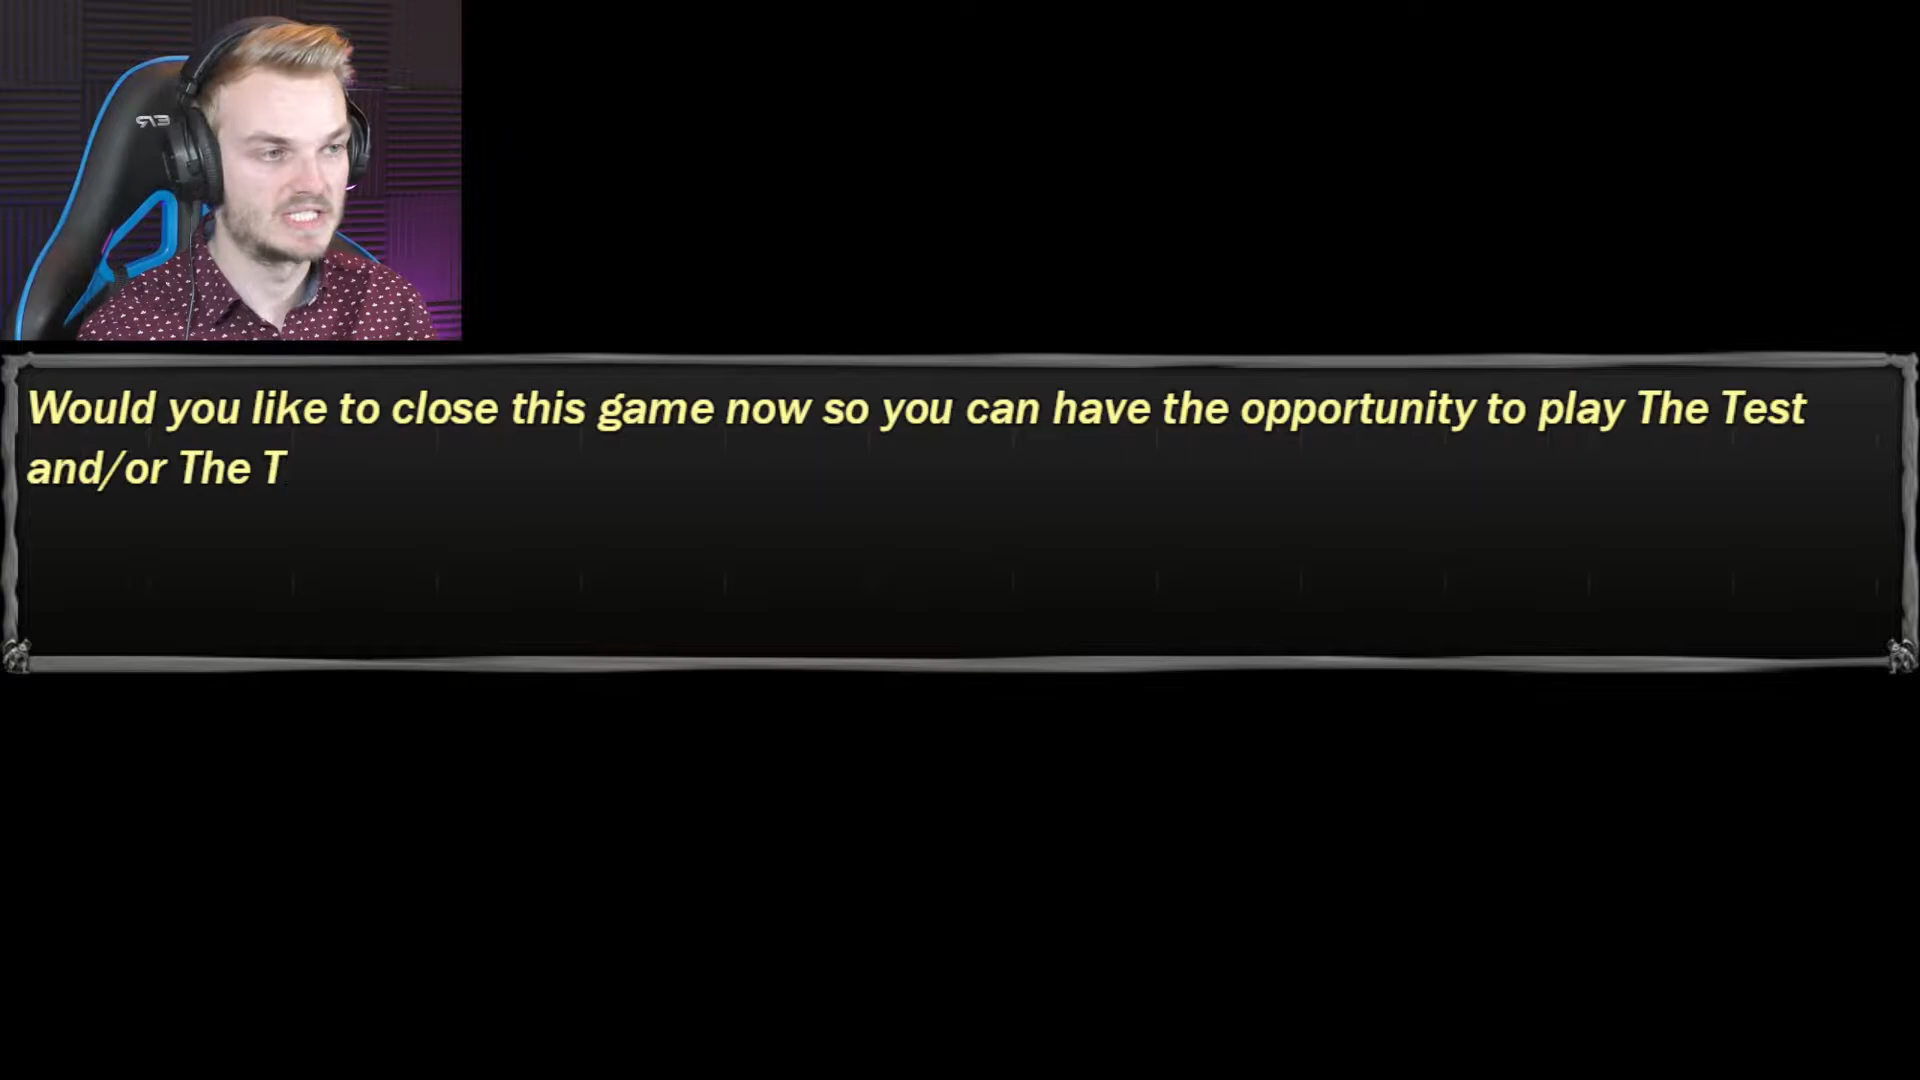 Would you like to close this game now so you can have the opportunity to play The Test
and/or The T